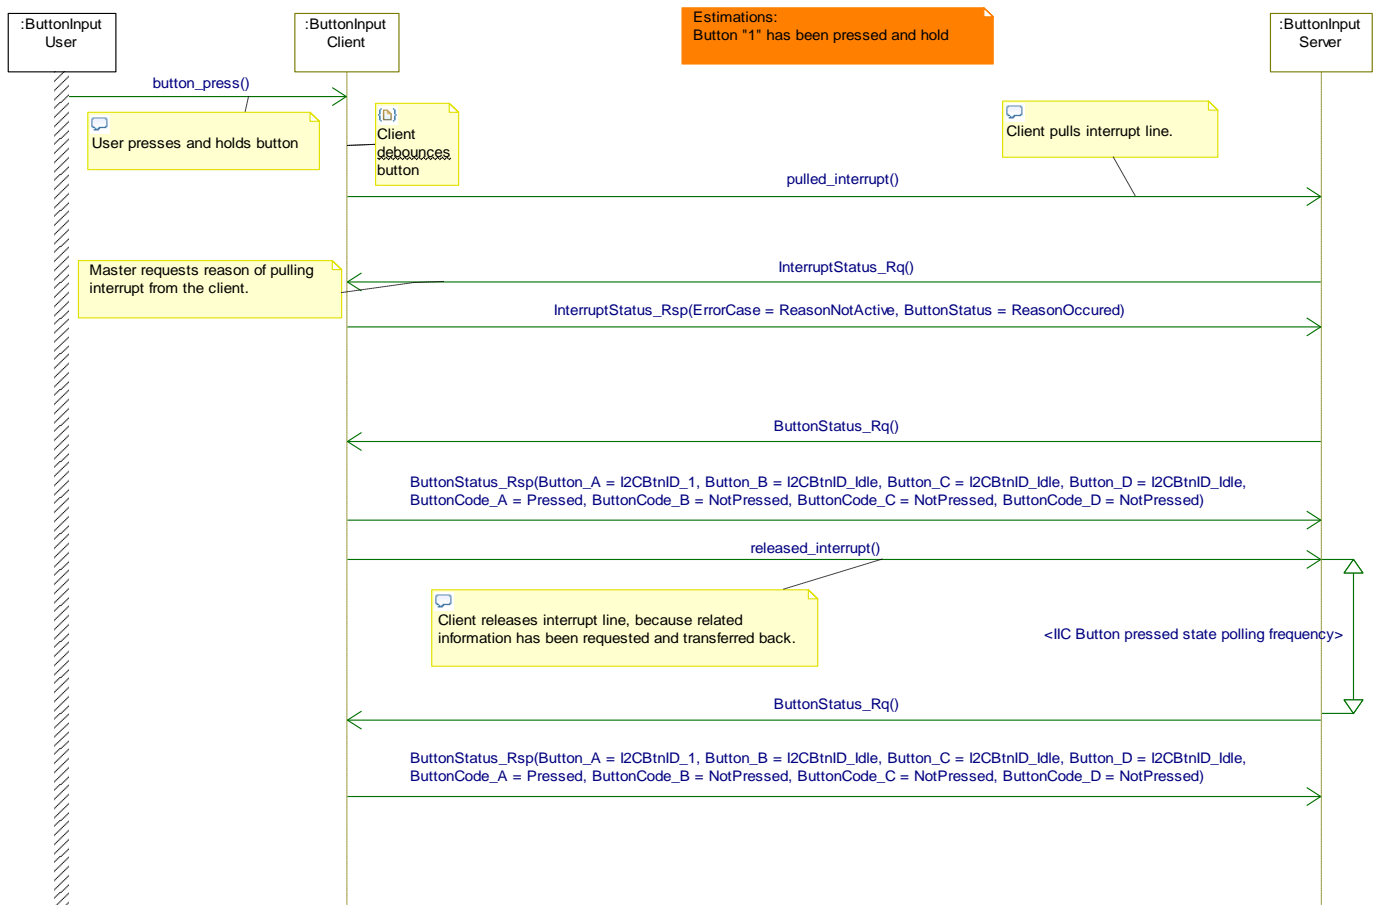 :ButtonInput
User
:ButtonInput
Client
Estimations:
Button "1" has been pressed and hold
:ButtonInput
Server
button_press()
User presses and holds button
Client
debounces
button
Client pulls interrupt line.
pulled_interrupt()
InterruptStatus_Rq()
Master requests reason of pulling
interrupt from the client.
InterruptStatus_Rsp(ErrorCase = ReasonNotActive, ButtonStatus = ReasonOccured)
ButtonStatus_Rq()
ButtonStatus_Rsp(Button_A = I2CBtnID_1, Button_B = I2CBtnID_Idle, Button_C = I2CBtnID_Idle, Button_D = I2CBtnID_Idle,
ButtonCode_A = Pressed, ButtonCode_B = NotPressed, ButtonCode_C = NotPressed, ButtonCode_D = NotPressed)
released_interrupt()
Client releases interrupt line, because related
information has been requested and transferred back.
<IIC Button pressed state polling frequency>
ButtonStatus_Rq()
ButtonStatus_Rsp(Button_A = I2CBtnID_1, Button_B = I2CBtnID_Idle, Button_C = I2CBtnID_Idle, Button_D = I2CBtnID_Idle,
ButtonCode_A = Pressed, ButtonCode_B = NotPressed, ButtonCode_C = NotPressed, ButtonCode_D = NotPressed)